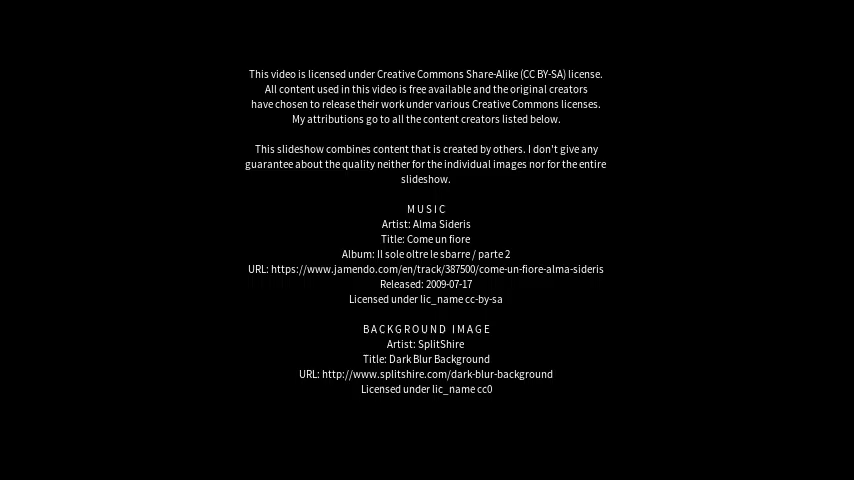 This video is licensed under Creative Commons Share-Alike (CC BY-SA) license.
All content used in this video is free available and the original creators
have chosen to release their work under various Creative Commons licenses.
My attributions go to all the content creators listed below.
This slideshow combines content that is created by others. I don't give any
guarantee about the quality neither for the individual images nor for the entire
slideshow.
MUSIC
Artist: Alma Sideris
Title: Come un fiore
Album: Il sole oltre le sbarre / parte 2
URL: https://www.jamendo.com/en/track/387500/come-un-fiore-alma-sideris
Released: 2009-07-17
Licensed under lic_name cc-by-sa
BACKGROUND IMAGE
Artist: SplitShire
Title: Dark Blur Background
URL: http://www.splitshire.com/dark-blur-background
Licensed under lic_name cc0